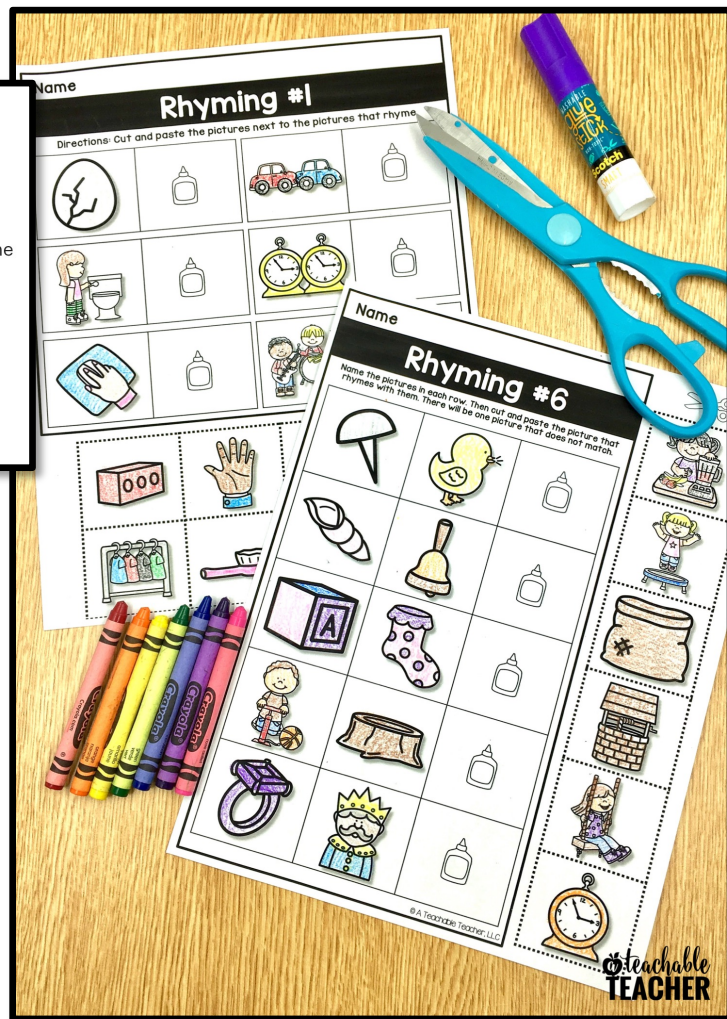 Name
Rhyming #1
Directions: Cut and paste the pictures next to the pictures that rhyme
Name
Rhyming #6
Name the pictures in each row. Then cut and paste the picture that
rhymes with them. There will be one picture that does not match.
A
© A Teachable Teacher, LLC
GLUE
STICK
Scotch
Crayola
Crayola
Crayola
teachable
TEACHER